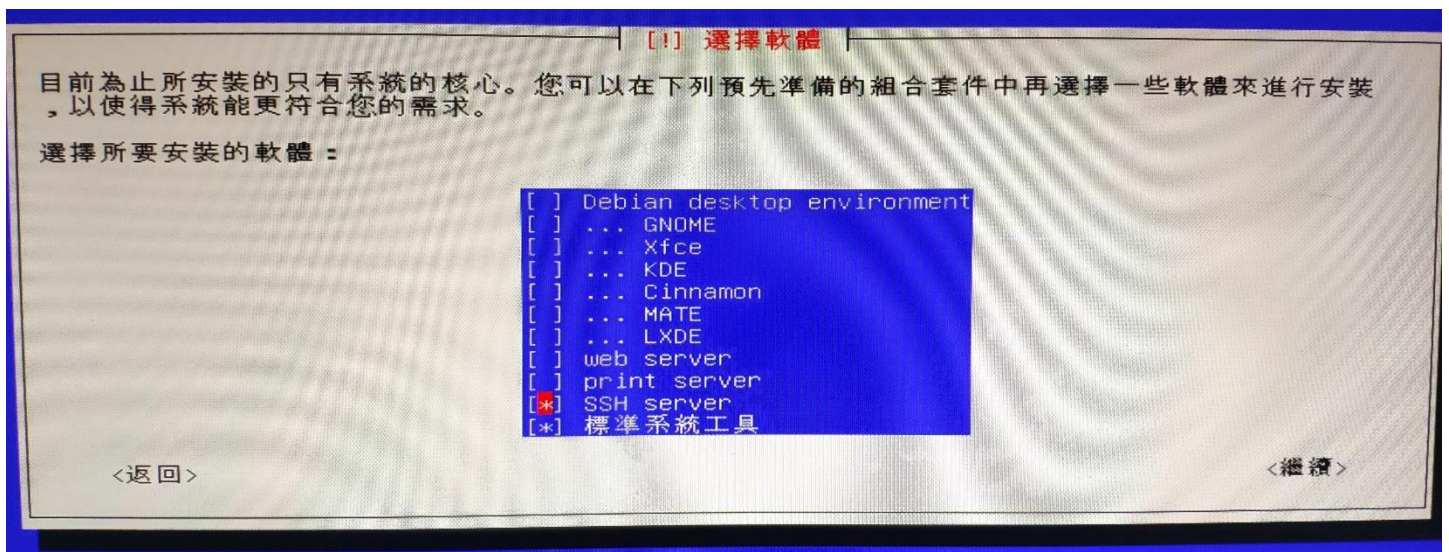 [!] 選擇軟體
目前為止所安裝的只有系統的核心。您可以在下列預先準備的組合套件中再選擇一些軟體來進行安裝
，以使得系統能更符合您的需求。
選擇所要安裝的軟體：
[ ] Debian desktop environment
[ ] ... GNOME
[ ] ... Xfce
[ ] ... KDE
[ ] ... Cinnamon
[ ] ... MATE
[ ] ... LXDE
[ ] web server
[ ] print server
[*] SSH server
[*] 標準系統工具
<返回> <繼續>